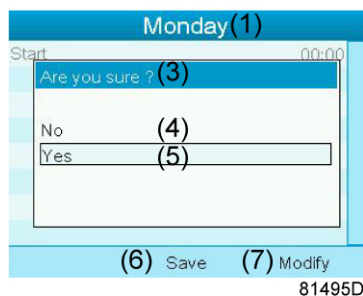 Monday(1)
Start 00:00
Are you sure ?(3)
No (4)
Yes (5)
(6) Save (7) Modify
81495D